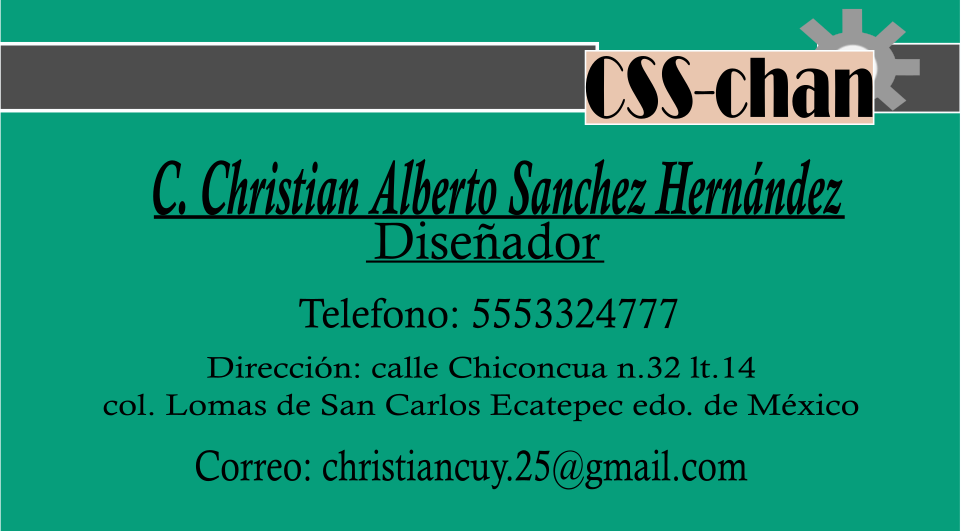 CSS-chan
C. Christian Alberto Sanchez Hernández
Diseñador
Telefono: 5553324777
Dirección: calle Chiconcua n.32 lt.14
col. Lomas de San Carlos Ecatepec edo. de México
Correo: christiancuy.25@gmail.com